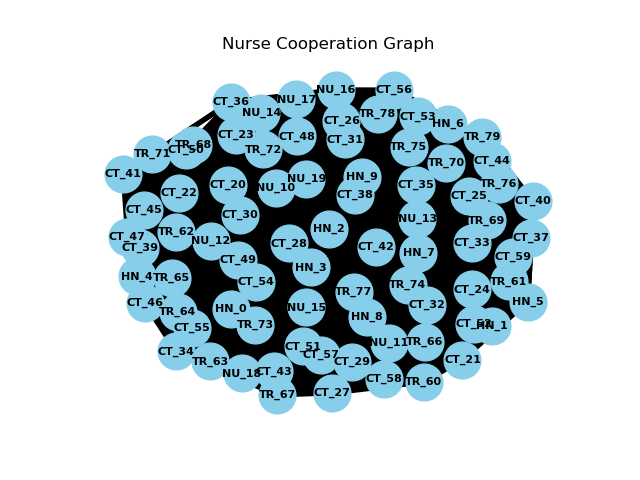 Nurse Cooperation Graph
NU_16
CT_56
CT_36
NU_17
NU_14
TR_78
CT_53
CT_26
HN_6
CT_23
CT_48
TR_79
CT_31
TR_68
TR_75
TR_72
CT_50
TR_71
CT_44
TR_70
CT_41
HN_9
NU_19
CT_20
CT_35
TR_76
NU_10
CT_22
CT_38
CT_25
CT_40
CT_45
CT_30
NU_13
TR_69
HN_2
TR_62
CT_47
CT_37
NU_12
CT_28
CT_33
CT_39
CT_42
HN_7
CT_59
CT_49
HN_3
HN_4
TR_65
CT_54
TR_61
TR_74
CT_24
TR_77
HN_5
CT_46
CT_32
NU_15
HN_0
TR_64
HN_8
TR_73
HN_1
CT_55
TR_66
NU_11
CT_51
CT_34
CT_57
CT_21
TR_63
CT_29
CT_43
NU_18
CT_58
TR_60
CT_27
TR_67